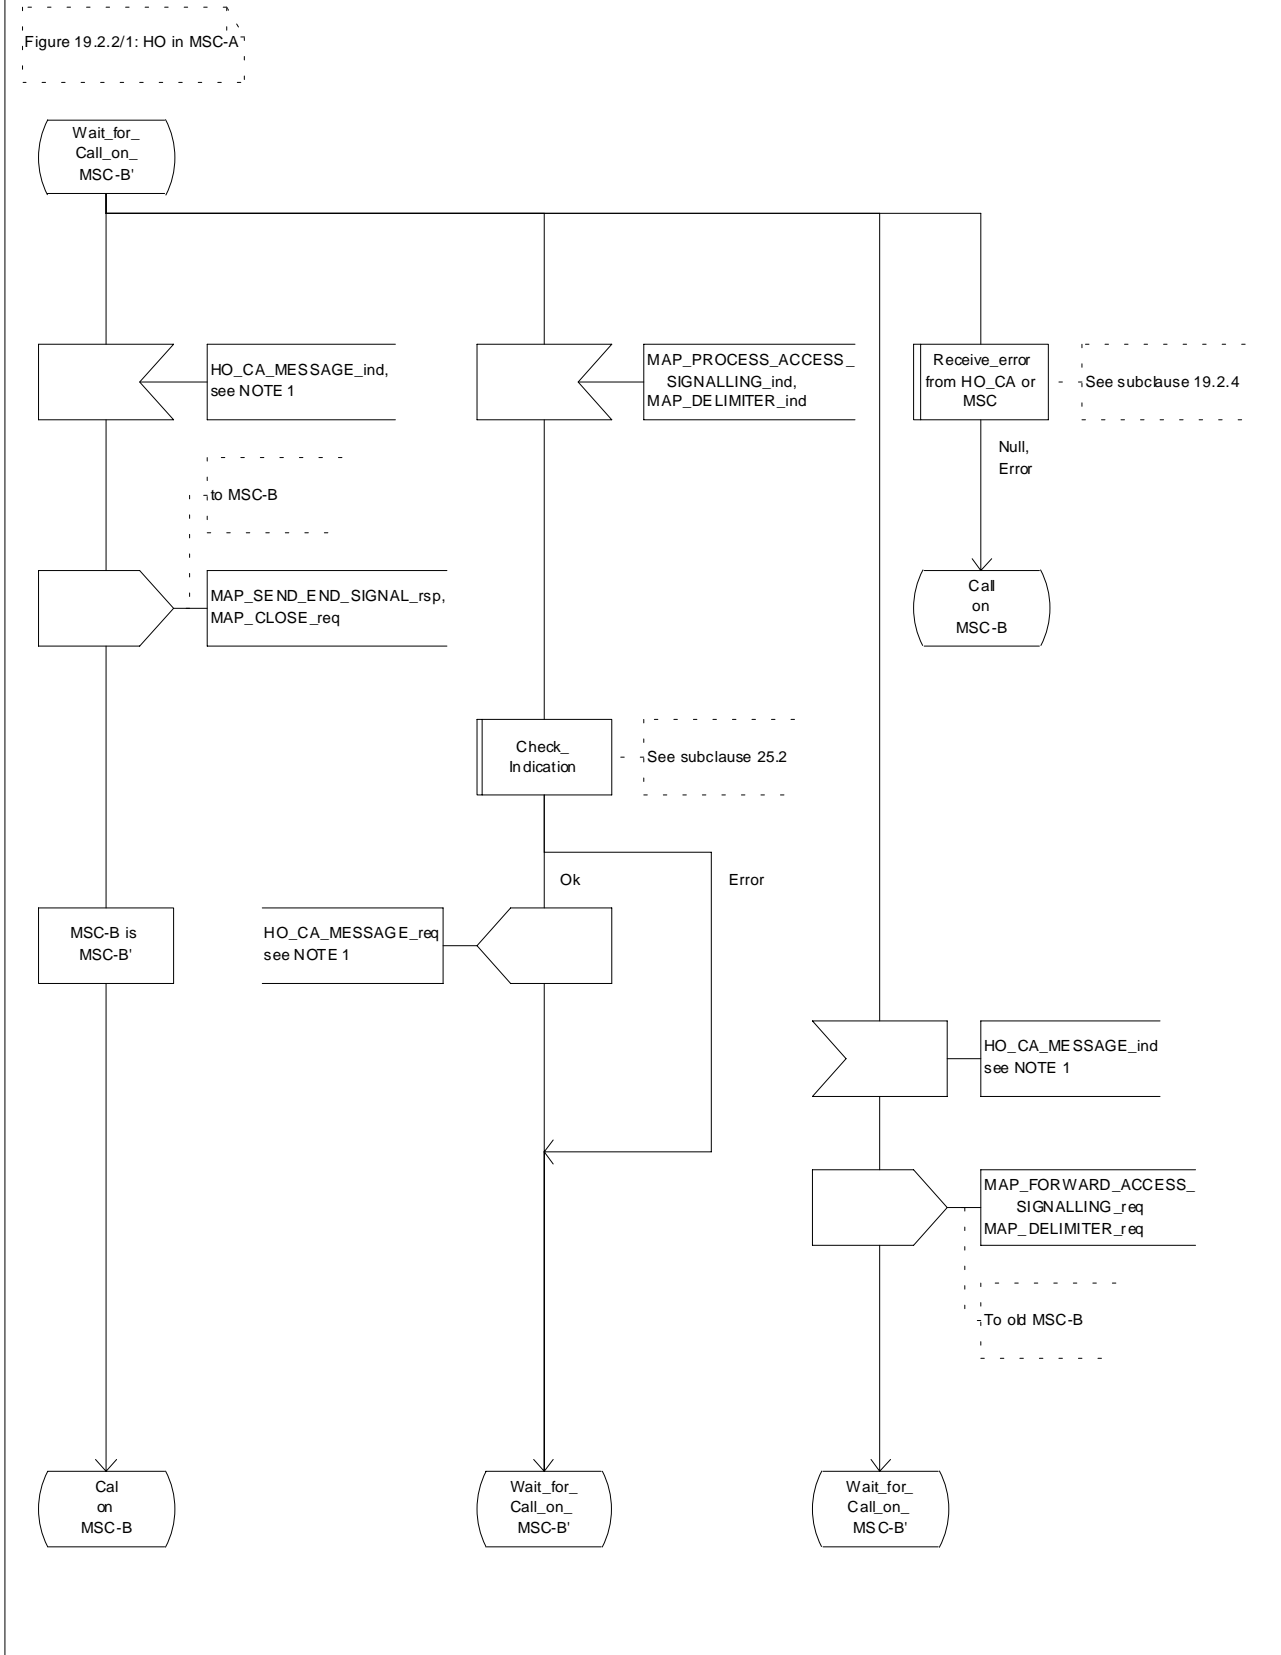 Figure 19.2.2/1: HO in MSC-A
Wait_for_
Call_on_
MSC-B'
HO_CA_MESSAGE_ind,
see NOTE 1
MAP_PROCESS_ACCESS_
SIGNALLING_ind,
MAP_DELIMITER_ind
Receive_error
from HO_CA or
MSC
See subclause 19.2.4
Null,
Error
to MSC-B
MAP_SEND_END_SIGNAL_rsp,
MAP_CLOSE_req
Call
on
MSC-B
Check_
Indication
See subclause 25.2
Ok
Error
MSC-B is
MSC-B'
HO_CA_MESSAGE_req
see NOTE 1
HO_CA_MESSAGE_ind
see NOTE 1
MAP_FORWARD_ACCESS_
SIGNALLING_req
MAP_DELIMITER_req
To old MSC-B
Cal
on
MSC-B
Wait_for_
Call_on_
MSC-B'
Wait_for_
Call_on_
MSC-B'